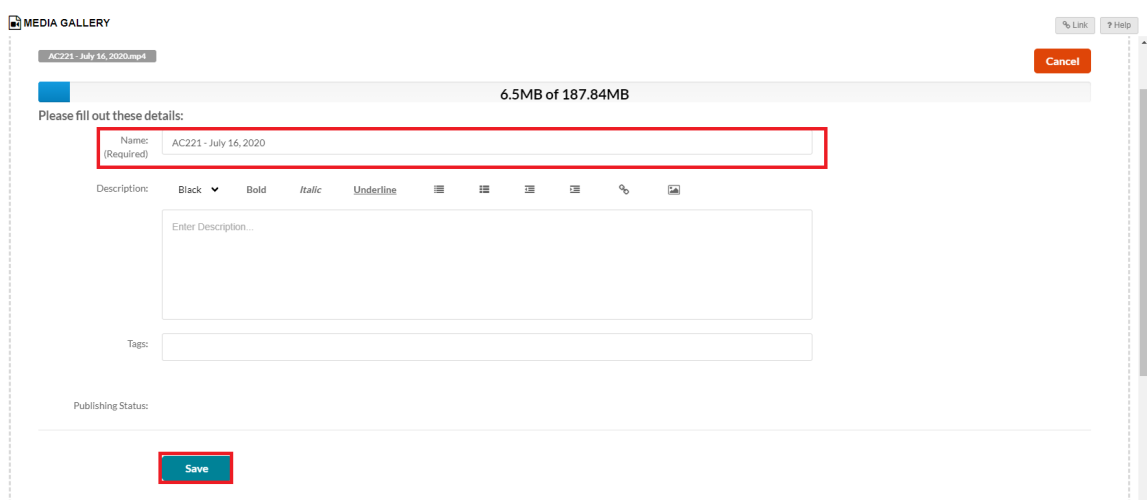 MEDIA GALLERY
Link ? Help
AC221 - July 16, 2020.mp4
Cancel
6.5MB of 187.84MB
Please fill out these details:
Name: AC221 - July 16, 2020
(Required)
Description: Black Bold Italic Underline
Enter Description...
Tags:
Publishing Status:
Save